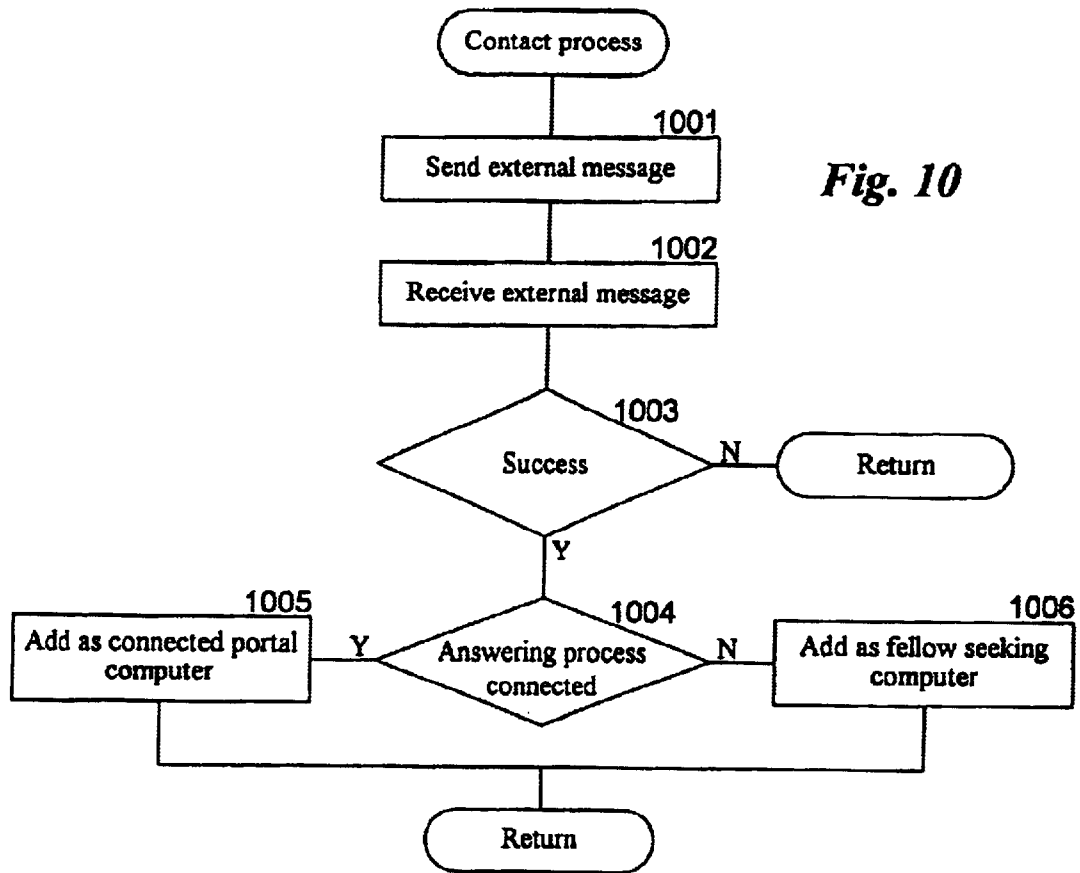 Contact process
1001
Send external message
Fig. 10
1002
Receive external message
1003
Success
N
Return
Y
1005
Add as connected portal
computer
Y
1004
Answering process
connected
N
1006
Add as fellow seeking
computer
Return